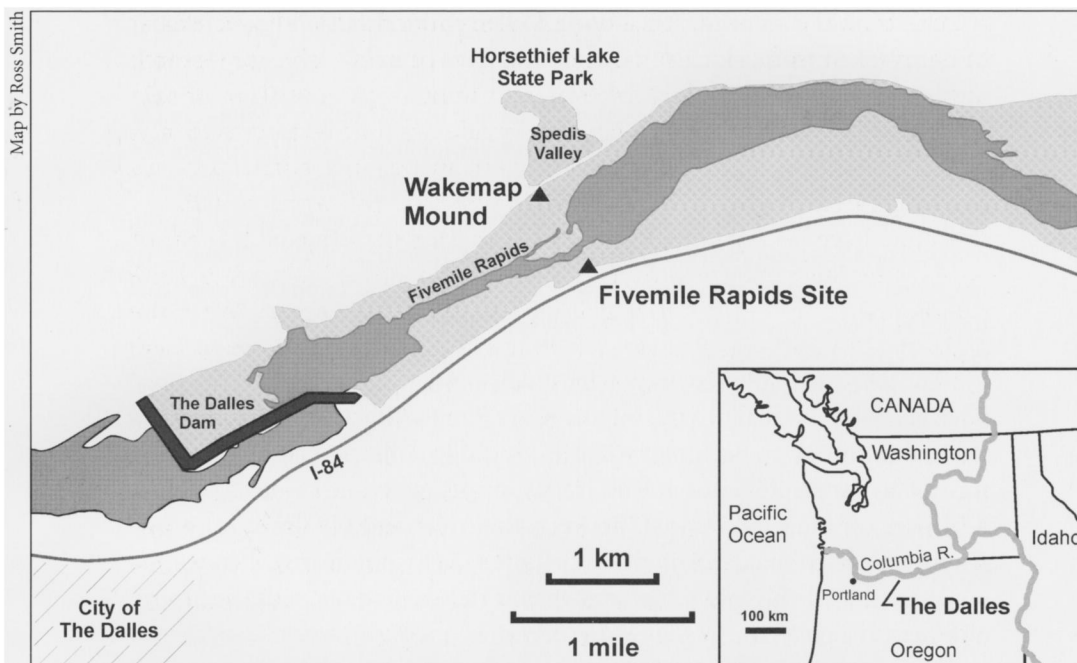 Map by Ross Smith
Horsethief Lake
State Park
Spedis
Valley
Wakemap
Mound
Fivemile Rapids
Fivemile Rapids Site
The Dalles
Dam
I-84
City of
The Dalles
1 km
1 mile
CANADA
Washington
Pacific
Ocean
Idaho
Columbia R.
Portland
The Dalles
100 km
Oregon